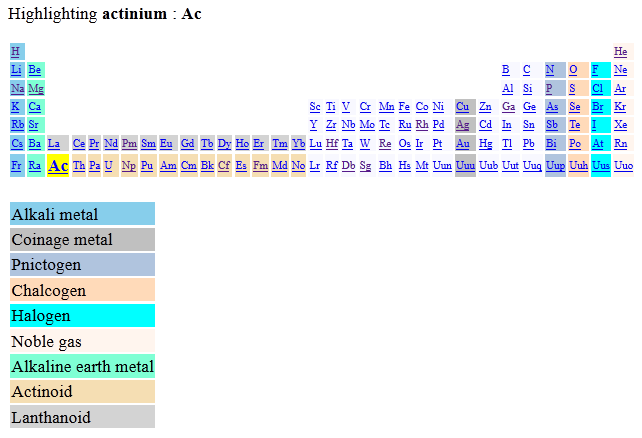 Highlighting actinium : Ac
H He
Li Be B C N O F Ne
Na Mg Al Si P S Cl Ar
K Ca Sc Ti V Cr Mn Fe Co Ni Cu Zn Ga Ge As Se Br Kr
Rb Sr Y Zr Nb Mo Tc Ru Rh Pd Ag Cd In Sn Sb Te I Xe
Cs Ba La Ce Pr Nd Pm Sm Eu Gd Tb Dy Ho Er Tm Yb Lu Hf Ta W Re Os Ir Pt Au Hg Tl Pb Bi Po At Rn
Fr Ra Ac Th Pa U Np Pu Am Cm Bk Cf Es Fm Md No Lr Rf Db Sg Bh Hs Mt Uun Uuu Uub Uut Uuq Uup Uuh Uus Uuo
Alkali metal
Coinage metal
Pnictogen
Chalcogen
Halogen
Noble gas
Alkaline earth metal
Actinoid
Lanthanoid